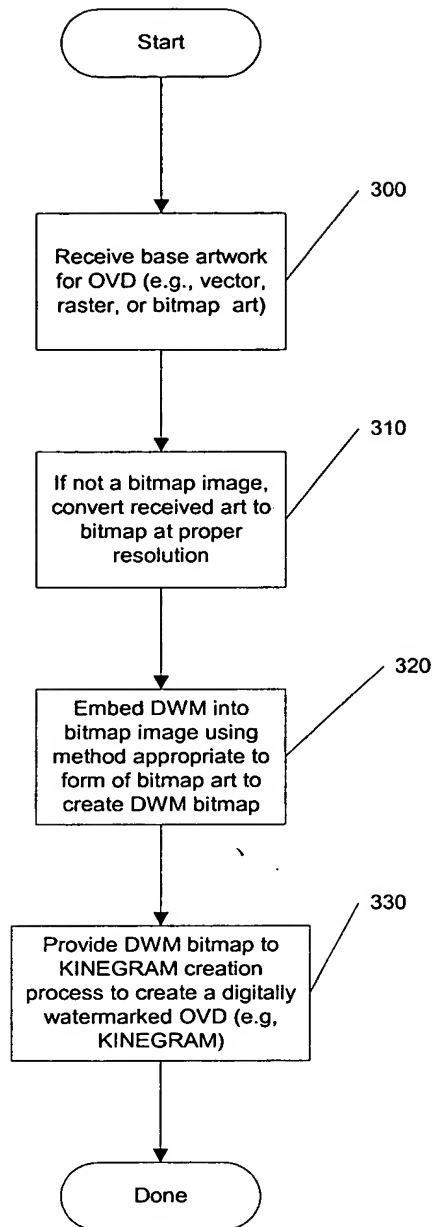 Start
300
Receive base artwork
for OVD (e.g., vector,
raster, or bitmap art)
310
If not a bitmap image,
convert received art to
bitmap at proper
resolution
320
Embed DWM into
bitmap image using
method appropriate to
form of bitmap art to
create DWM bitmap
330
Provide DWM bitmap to
KINEGRAM creation
process to create a digitally
watermarked OVD (e.g,
KINEGRAM)
Done